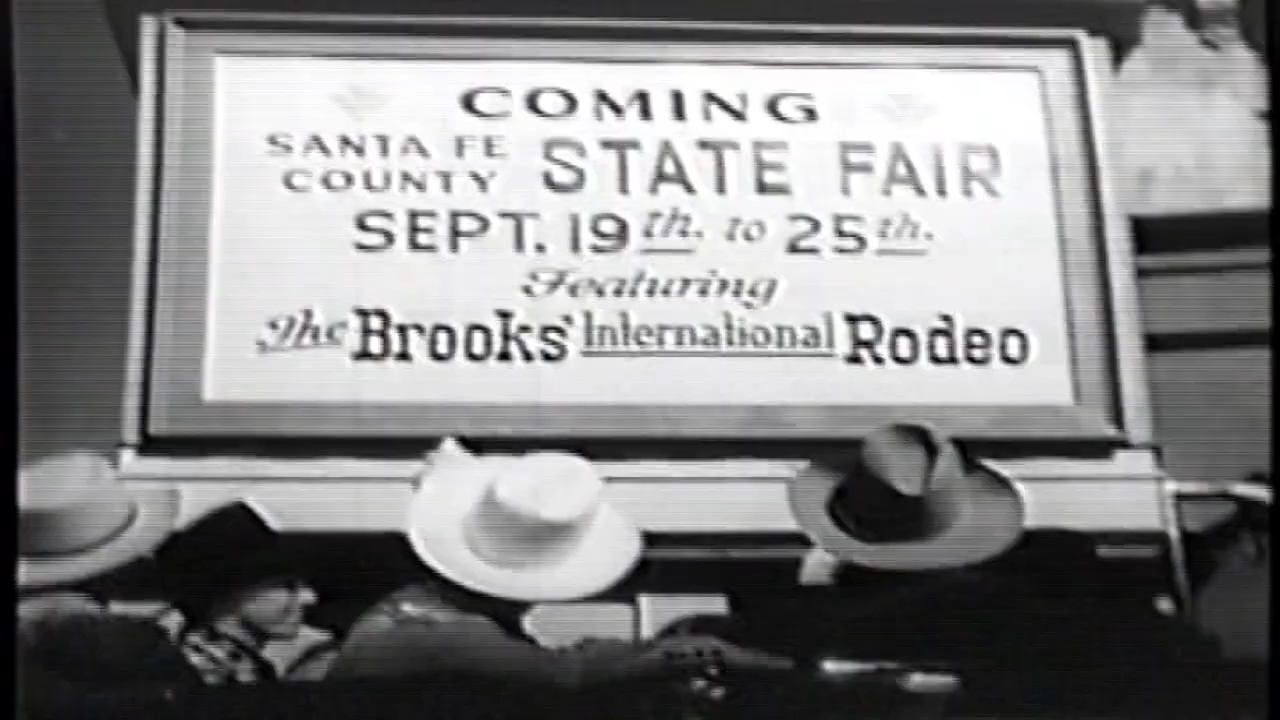 COMING
SANTA FE COUNTY STATE FAIR
SEPT. 19th. to 25th.
Featuring
The Brooks' International Rodeo